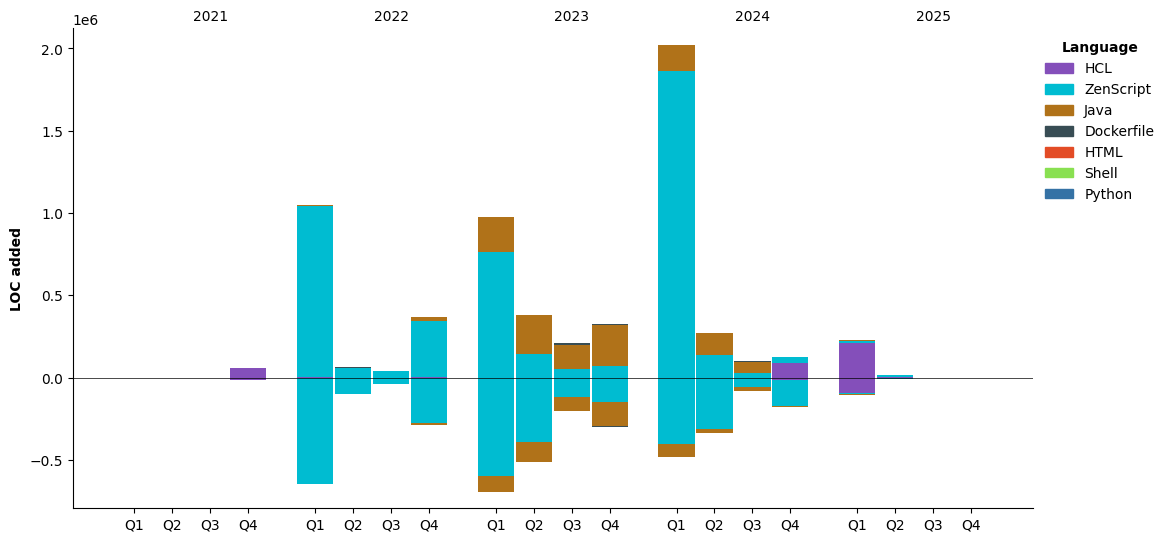 1e6
2021 2022 2023 2024 2025
2.0
1.5
1.0
0.5
0.0
−0.5
LOC added
Q1 Q2 Q3 Q4 Q1 Q2 Q3 Q4 Q1 Q2 Q3 Q4 Q1 Q2 Q3 Q4 Q1 Q2 Q3 Q4
Language
HCL
ZenScript
Java
Dockerfile
HTML
Shell
Python